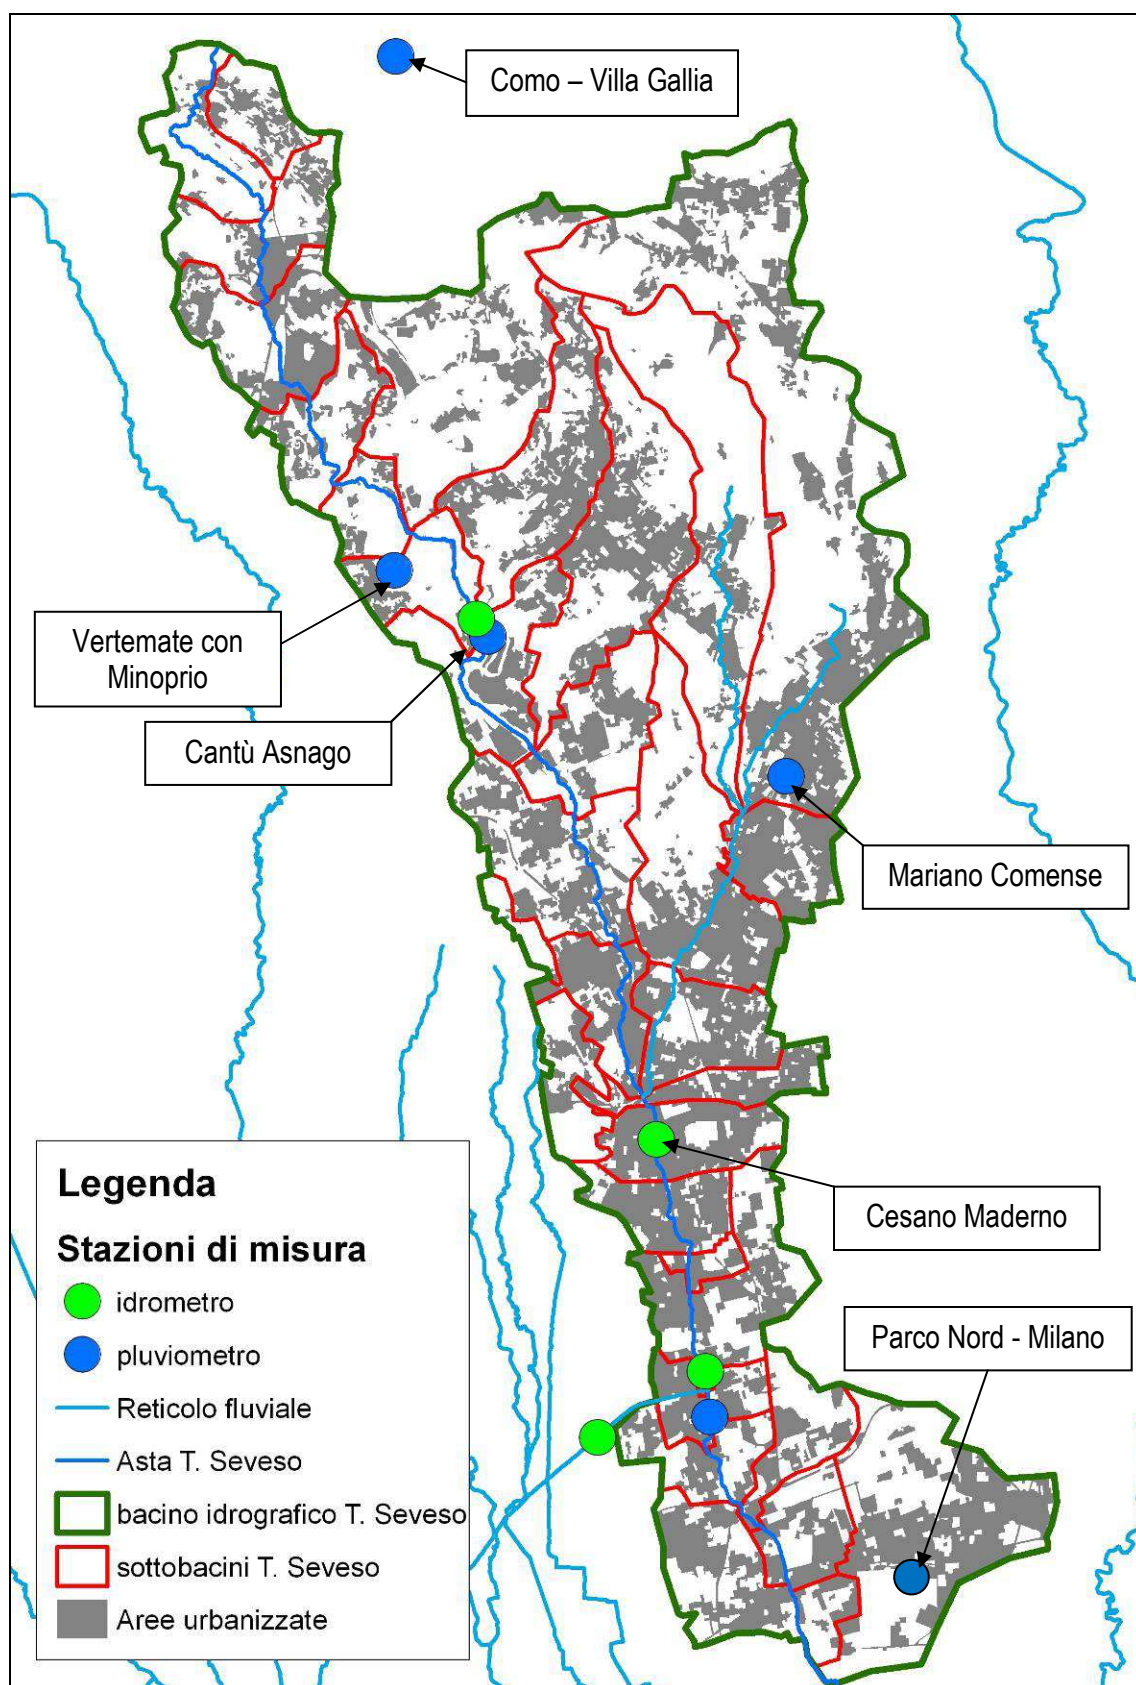 Como – Villa Gallia
Vertemate con
Minoprio
Cantù Asnago
Mariano Comense
Cesano Maderno
Parco Nord - Milano
Legenda
Stazioni di misura
idrometro
pluviometro
Reticolo fluviale
Asta T. Seveso
bacino idrografico T. Seveso
sottobacini T. Seveso
Aree urbanizzate